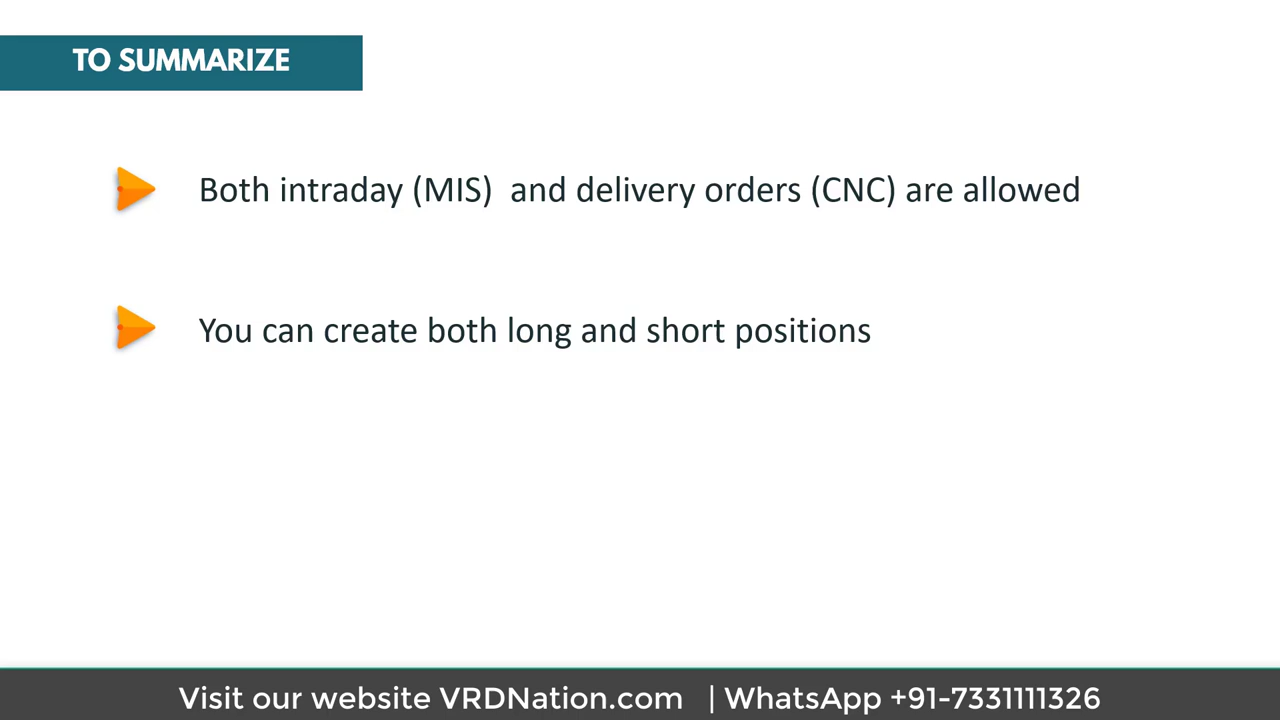 TO SUMMARIZE
Both intraday (MIS)  and delivery orders (CNC) are allowed
You can create both long and short positions
Visit our website VRDNation.com | WhatsApp +91-7331111326